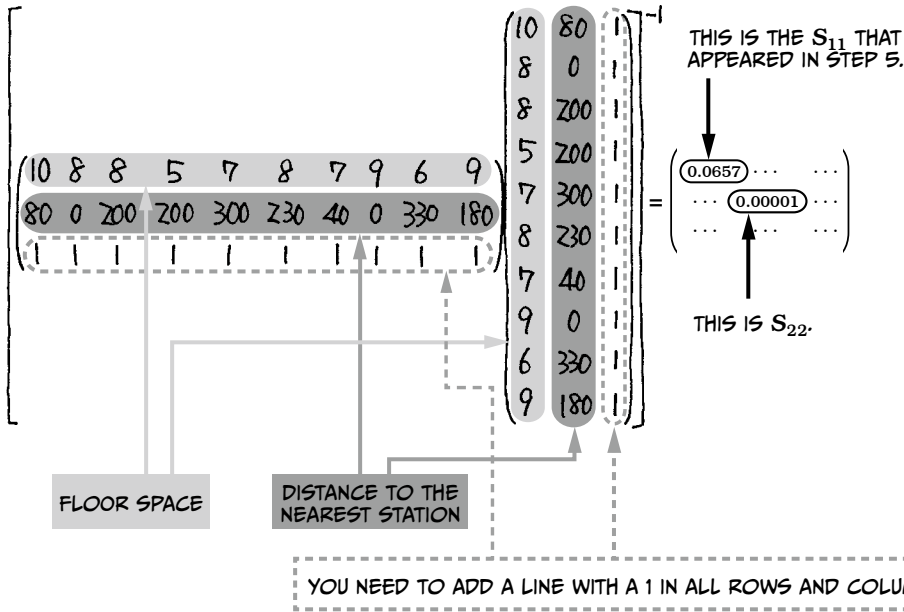 10 80 1 -1
8 0 1
8 200 1
5 200 1
7 300 1
8 230 1
7 40 1
9 0 1
6 330 1
9 180 1
10 8 8 5 7 8 7 9 6 9
80 0 200 200 300 230 40 0 330 180
1 1 1 1 1 1 1 1 1 1
=
0.0657 ... ...
... 0.00001 ...
... ... ...
THIS IS THE S11 THAT
APPEARED IN STEP 5.
THIS IS S22.
FLOOR SPACE
DISTANCE TO THE
NEAREST STATION
YOU NEED TO ADD A LINE WITH A 1 IN ALL ROWS AND